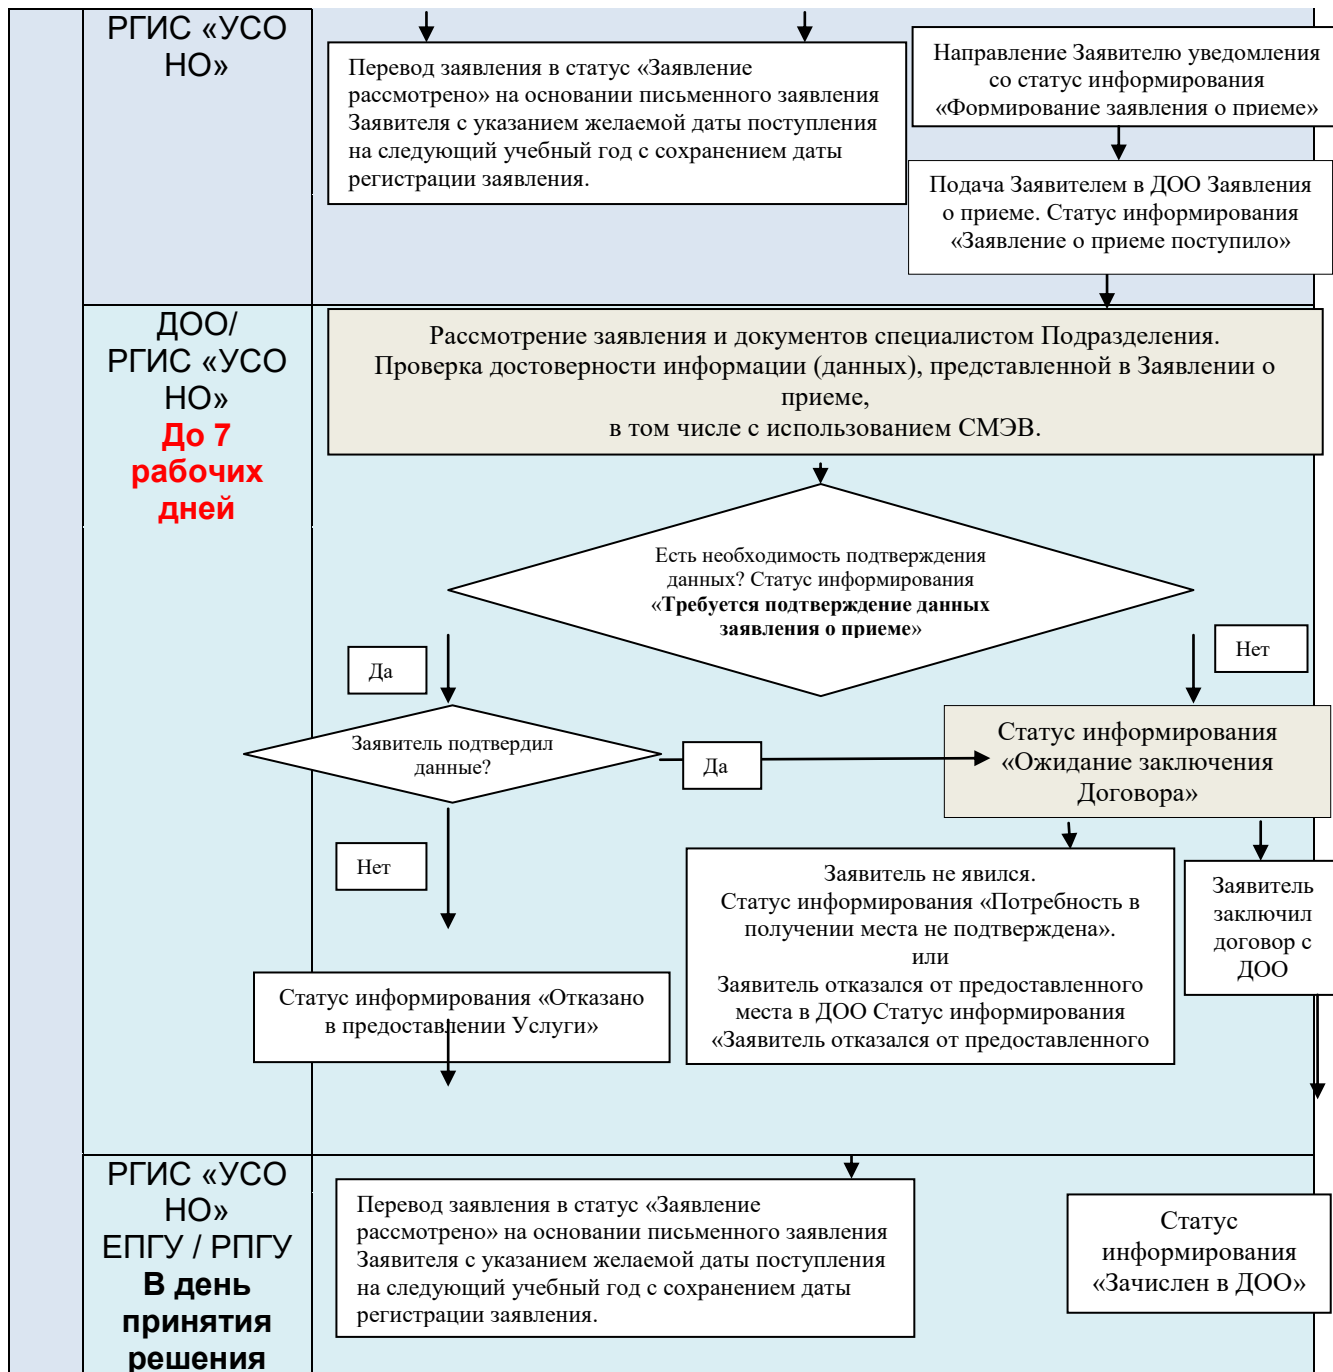 РГИС «УСО
НО»
Перевод заявления в статус «Заявление
рассмотрено» на основании письменного заявления
Заявителя с указанием желаемой даты поступления
на следующий учебный год с сохранением даты
регистрации заявления.
Направление Заявителю уведомления
со статус информирования
«Формирование заявления о приеме»
Подача Заявителем в ДОО Заявления
о приеме. Статус информирования
«Заявление о приеме поступило»
ДОО/
РГИС «УСО
НО»
До 7
рабочих
дней
Рассмотрение заявления и документов специалистом Подразделения.
Проверка достоверности информации (данных), представленной в Заявлении о
приеме,
в том числе с использованием СМЭВ.
Есть необходимость подтверждения
данных? Статус информирования
«Требуется подтверждение данных
заявления о приеме»
Да
Нет
Заявитель подтвердил
данные?
Да
Статус информирования
«Ожидание заключения
Договора»
Нет
Заявитель не явился.
Статус информирования «Потребность в
получении места не подтверждена».
или
Заявитель отказался от предоставленного
места в ДОО Статус информирования
«Заявитель отказался от предоставленного
Заявитель
заключил
договор с
ДОО
Статус информирования «Отказано
в предоставлении Услуги»
РГИС «УСО
НО»
ЕПГУ / РПГУ
В день
принятия
решения
Перевод заявления в статус «Заявление
рассмотрено» на основании письменного заявления
Заявителя с указанием желаемой даты поступления
на следующий учебный год с сохранением даты
регистрации заявления.
Статус
информирования
«Зачислен в ДОО»